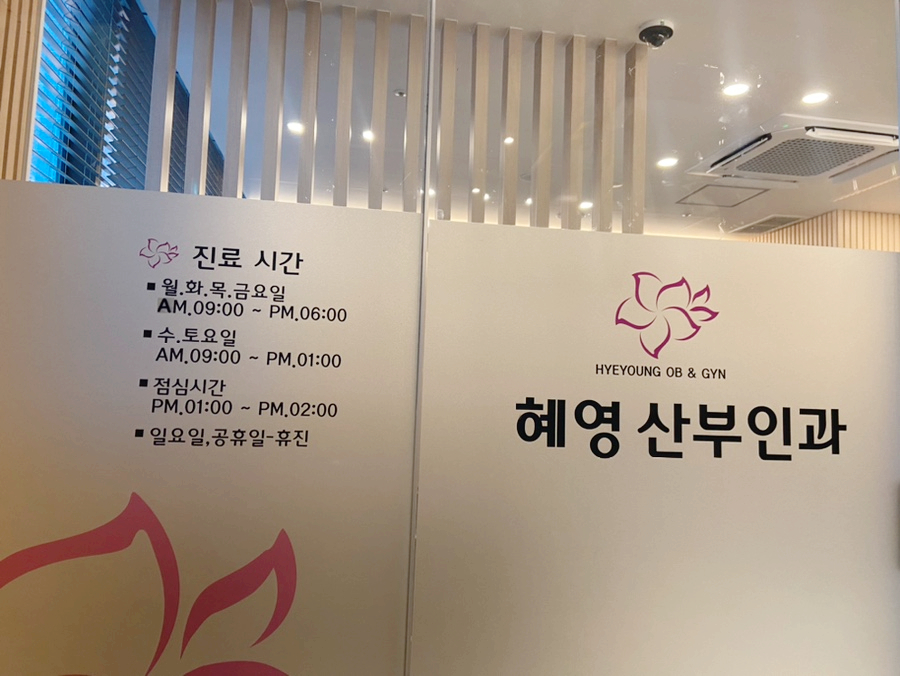 진료 시간
■ 월.화.목.금요일
AM.09:00 ~ PM.06:00
■ 수.토요일
AM.09:00 ~ PM.01:00
■ 점심시간
PM.01:00 ~ PM.02:00
■ 일요일,공휴일-휴진
HYEYOUNG OB & GYN
혜영 산부인과